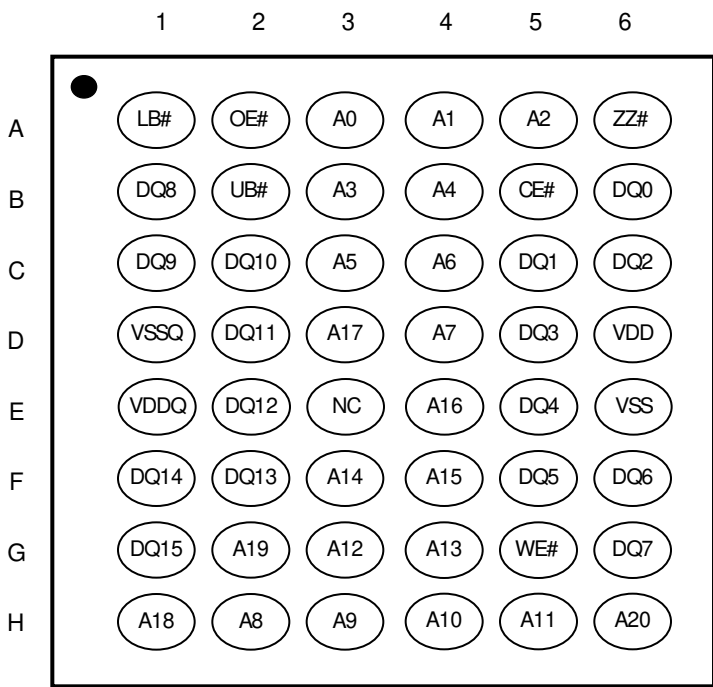 1 2 3 4 5 6
A LB# OE# A0 A1 A2 ZZ#
B DQ8 UB# A3 A4 CE# DQ0
C DQ9 DQ10 A5 A6 DQ1 DQ2
D VSSQ DQ11 A17 A7 DQ3 VDD
E VDDQ DQ12 NC A16 DQ4 VSS
F DQ14 DQ13 A14 A15 DQ5 DQ6
G DQ15 A19 A12 A13 WE# DQ7
H A18 A8 A9 A10 A11 A20